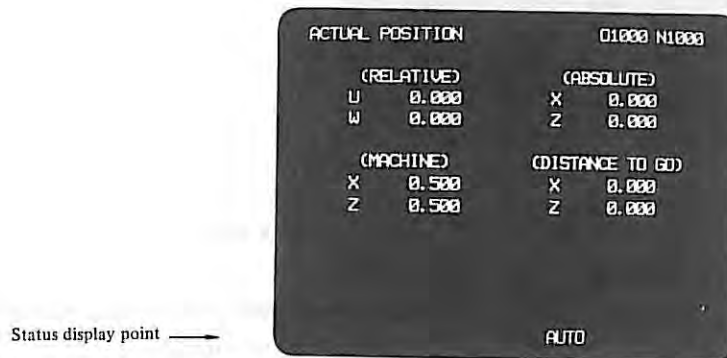 ACTUAL POSITION O1000 N1000
(RELATIVE) (ABSOLUTE)
U 0.000 X 0.000
W 0.000 Z 0.000
(MACHINE) (DISTANCE TO GO)
X 0.500 X 0.000
Z 0.500 Z 0.000
Status display point AUTO